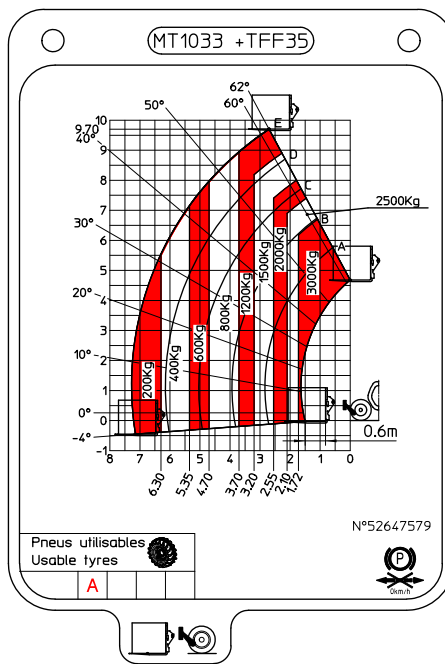 MT1033 +TFF35
62°
60°
50°
40°
30°
20°
10°
0°
-4°
10
9.70
9
8
7
6
5
4
3
2
1
0
-1
E
D
C
B
A
2500Kg
3000Kg
2000Kg
1500Kg
1200Kg
800Kg
600Kg
400Kg
200Kg
0.6m
8 7 6 5 4 3 2 1 0
6.30
5.35
4.70
3.70
3.20
2.55
2.10
1.72
N°52647579
Pneus utilisables
Usable tyres
A
P
0km/h